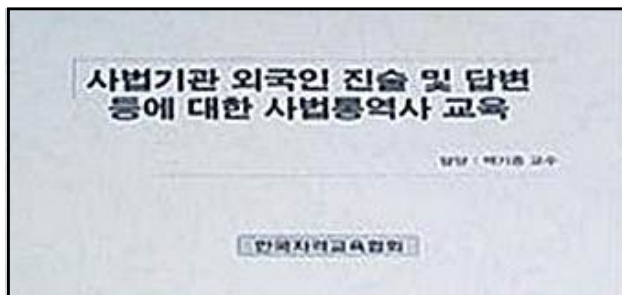 사법기관 외국인 진술 및 답변
등에 대한 사법통역사 교육
담당 : 교수
한국자격교육협회